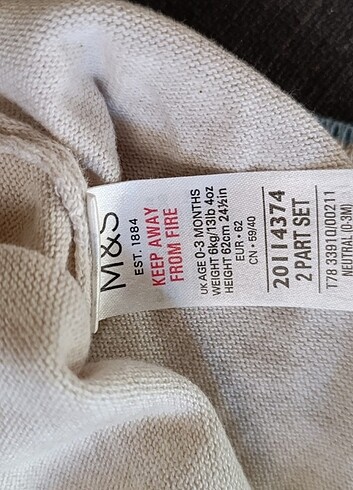 M&S
EST. 1884
KEEP AWAY
FROM FIRE
UK AGE 0-3 MONTHS
WEIGHT 6kg/13lb 4oz
HEIGHT 62cm 24½in
EUR • 62
CN • 59/40
20114374
2 PART SET
T78 3391Q/00211
NEUTRAL (0-3M)